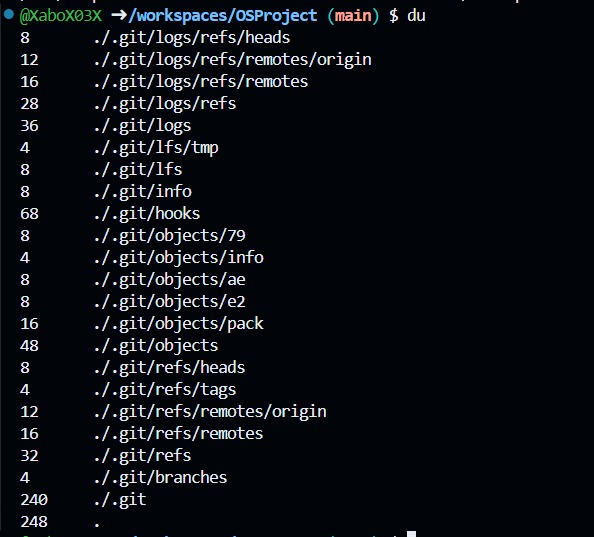 @XaboX03X ➜/workspaces/OSProject (main) $ du
8 ./.git/logs/refs/heads
12 ./.git/logs/refs/remotes/origin
16 ./.git/logs/refs/remotes
28 ./.git/logs/refs
36 ./.git/logs
4 ./.git/lfs/tmp
8 ./.git/lfs
8 ./.git/info
68 ./.git/hooks
8 ./.git/objects/79
4 ./.git/objects/info
8 ./.git/objects/ae
8 ./.git/objects/e2
16 ./.git/objects/pack
48 ./.git/objects
8 ./.git/refs/heads
4 ./.git/refs/tags
12 ./.git/refs/remotes/origin
16 ./.git/refs/remotes
32 ./.git/refs
4 ./.git/branches
240 ./.git
248 .